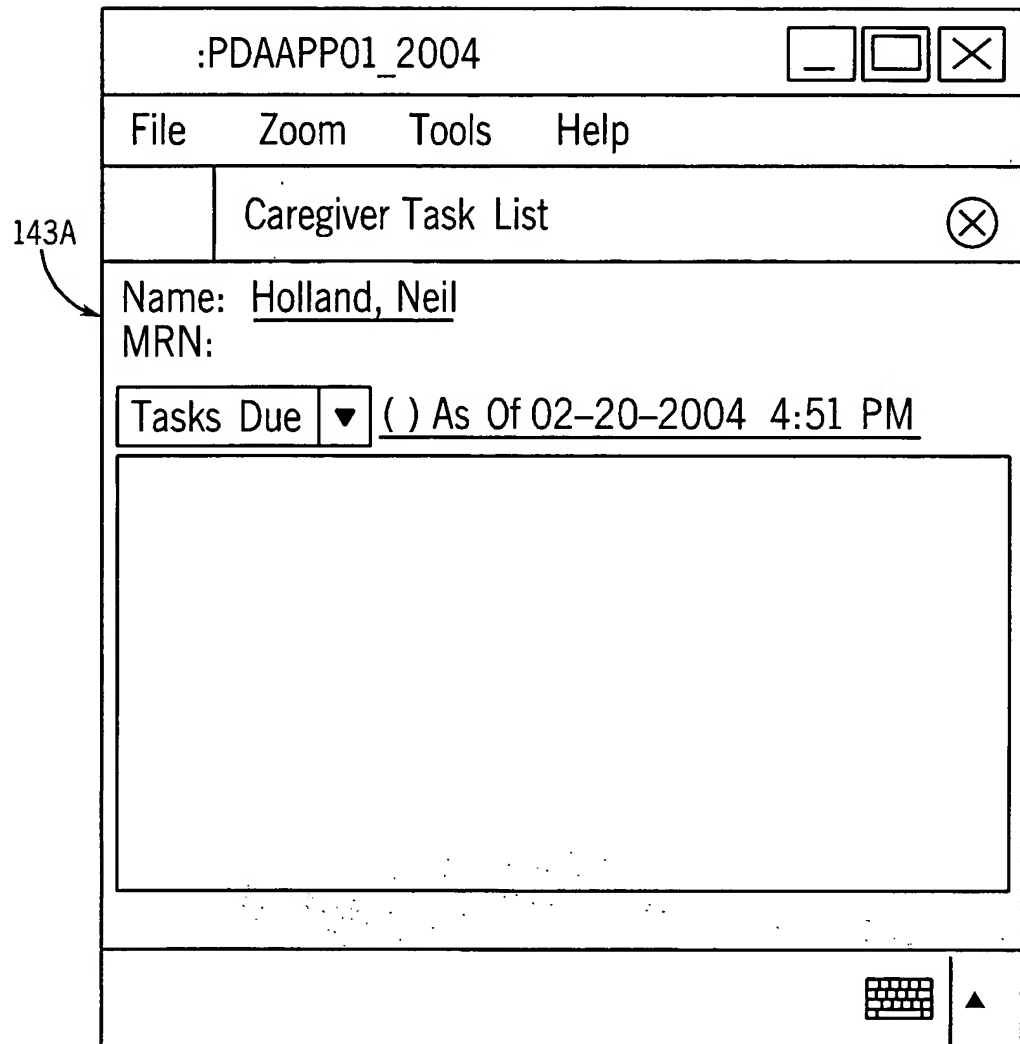 :PDAAPP01_2004
File Zoom Tools Help
Caregiver Task List
143A
Name: Holland, Neil
MRN:
Tasks Due ( ) As Of 02–20–2004 4:51 PM